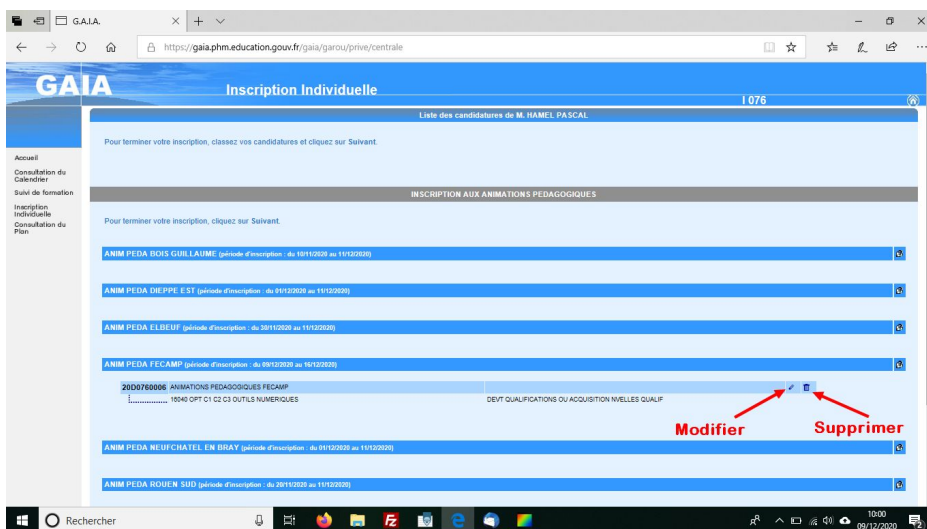 G.A.I.A.
https://gaia.phm.education.gouv.fr/gaia/garou/prive/centrale
GAIA
Inscription Individuelle
I 076
Liste des candidatures de M. HAMEL PASCAL
Pour terminer votre inscription, classez vos candidatures et cliquez sur Suivant.
Accueil
Consultation du
Calendrier
Suivi de formation
Inscription
Individuelle
Consultation du
Plan
INSCRIPTION AUX ANIMATIONS PEDAGOGIQUES
Pour terminer votre inscription, cliquez sur Suivant.
ANIM PEDA BOIS GUILLAUME (période d'inscription : du 10/11/2020 au 11/12/2020)
ANIM PEDA DIEPPE EST (période d'inscription : du 01/12/2020 au 11/12/2020)
ANIM PEDA ELBEUF (période d'inscription : du 30/11/2020 au 11/12/2020)
ANIM PEDA FECAMP (période d'inscription : du 09/12/2020 au 16/12/2020)
20D0760006 ANIMATIONS PEDAGOGIQUES FECAMP
16040 OPT C1 C2 C3 OUTILS NUMERIQUES DEVT QUALIFICATIONS OU ACQUISITION NVELLES QUALIF
Modifier Supprimer
ANIM PEDA NEUFCHATEL EN BRAY (période d'inscription : du 01/12/2020 au 11/12/2020)
ANIM PEDA ROUEN SUD (période d'inscription : du 20/11/2020 au 11/12/2020)
Rechercher
10:00
09/12/2020